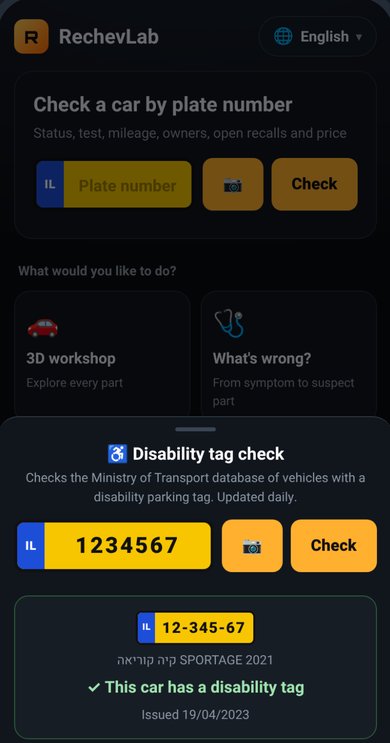 R RechevLab
English
Check a car by plate number
Status, test, mileage, owners, open recalls and price
IL Plate number
Check
What would you like to do?
3D workshop
Explore every part
What's wrong?
From symptom to suspect
part
Disability tag check
Checks the Ministry of Transport database of vehicles with a
disability parking tag. Updated daily.
IL 1234567
Check
IL 12-345-67
קיה קוריאה SPORTAGE 2021
✓ This car has a disability tag
Issued 19/04/2023